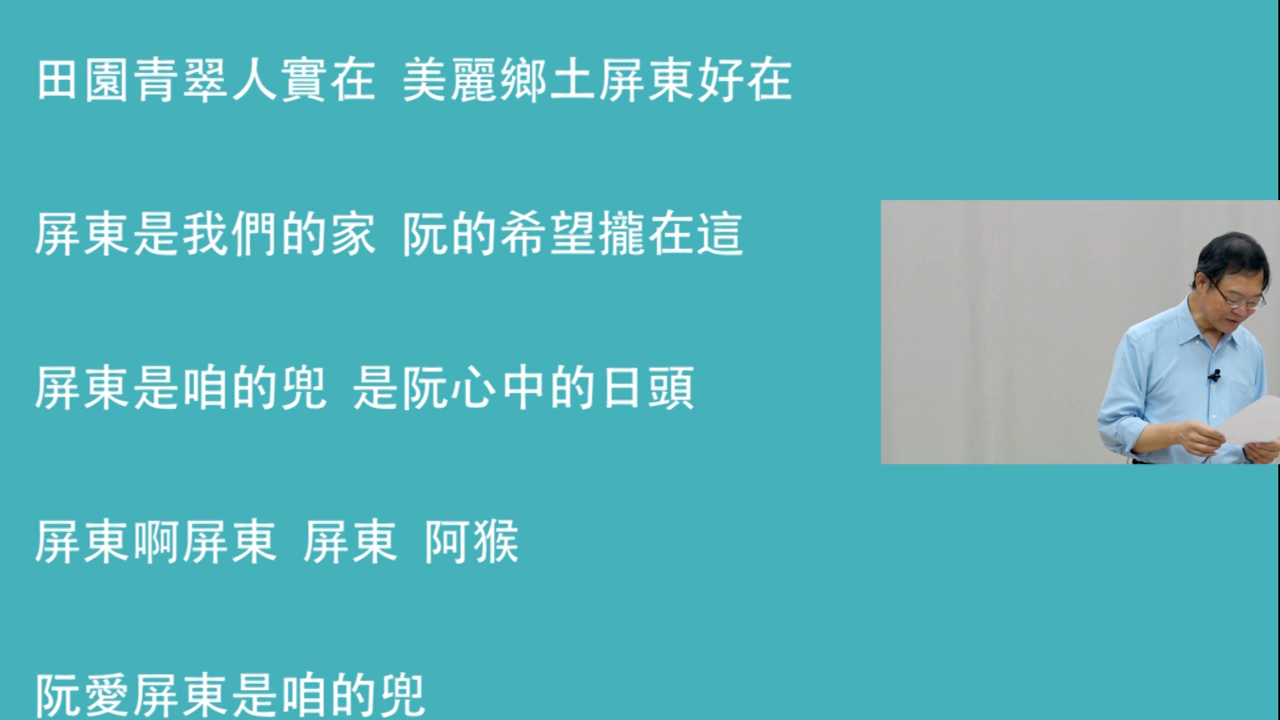 田園青翠人實在 美麗鄉土屏東好在
屏東是我們的家 阮的希望攏在這
屏東是咱的兜 是阮心中的日頭
屏東啊屏東 屏東 阿猴
阮愛屏東是咱的兜